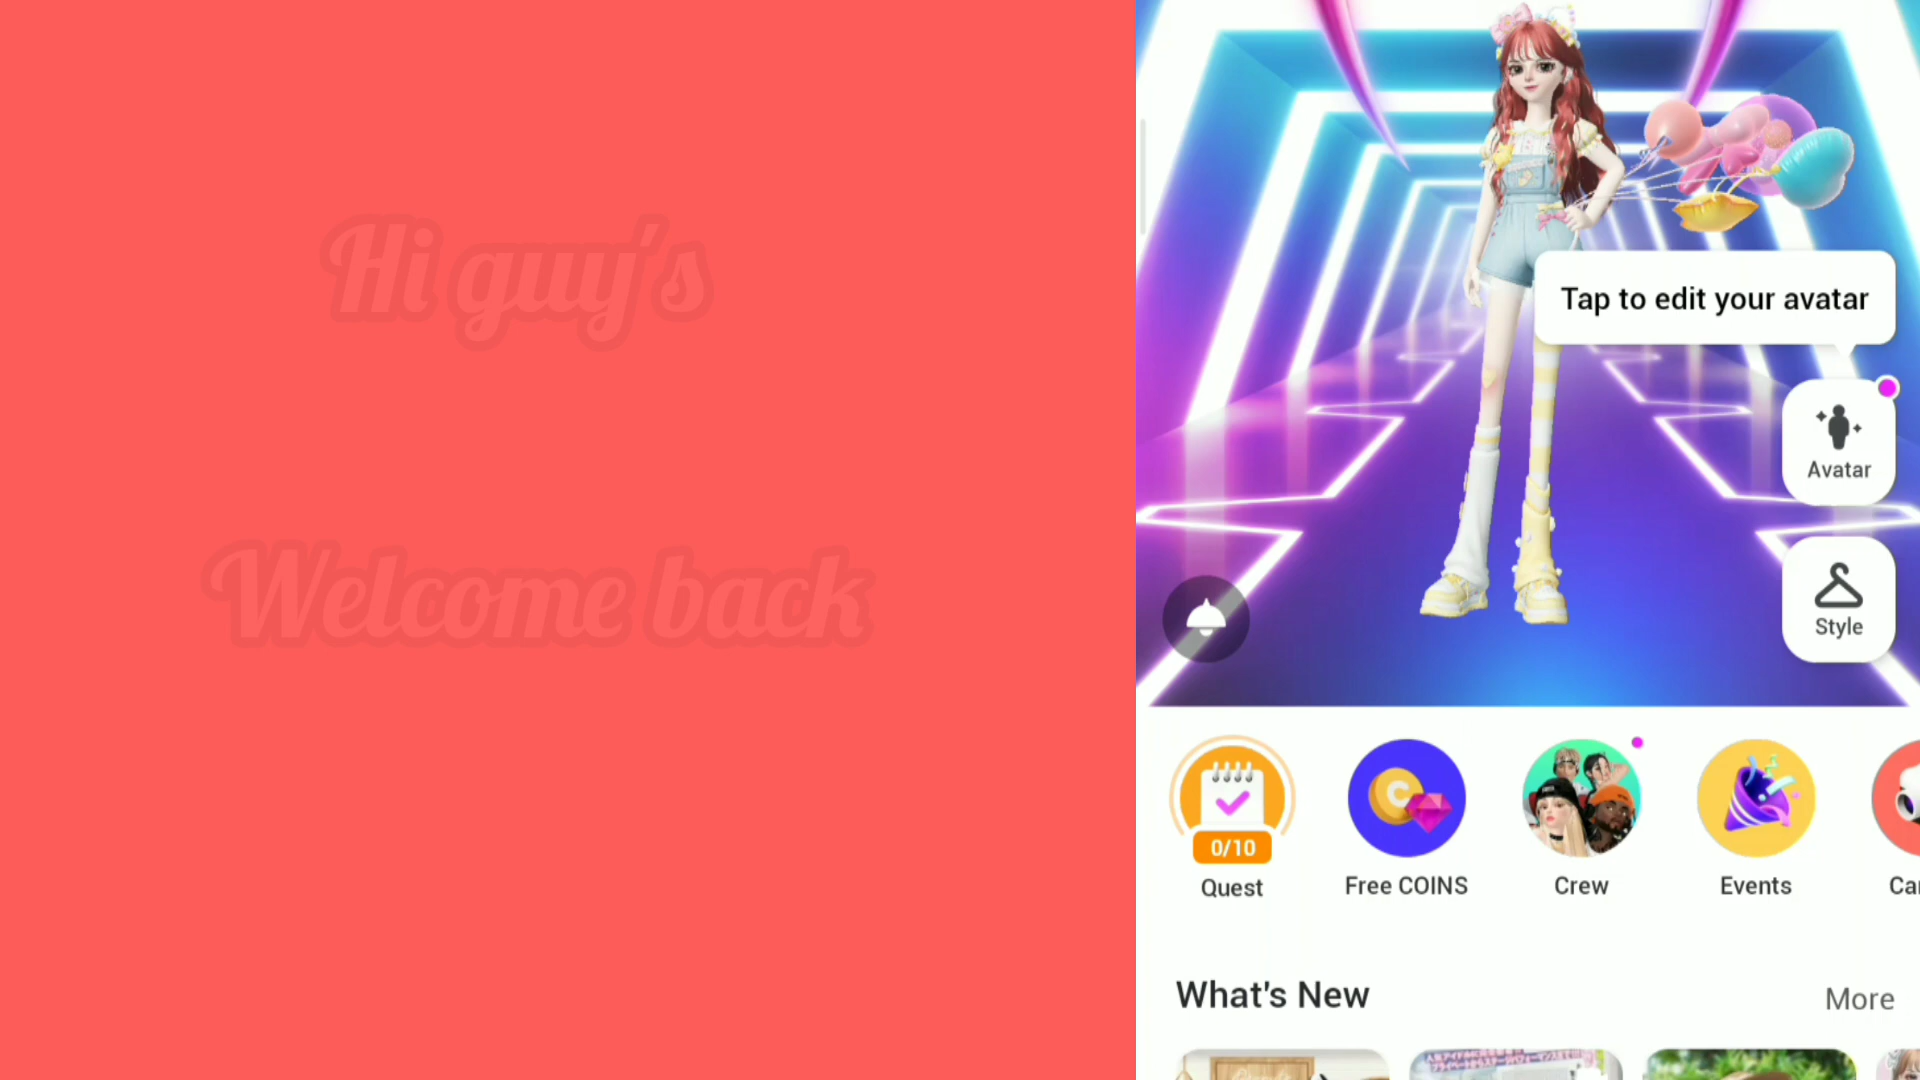 Hi guy's
Welcome back
Tap to edit your avatar
Avatar
Style
0/10
Quest
Free COINS
Crew
Events
What's New
More